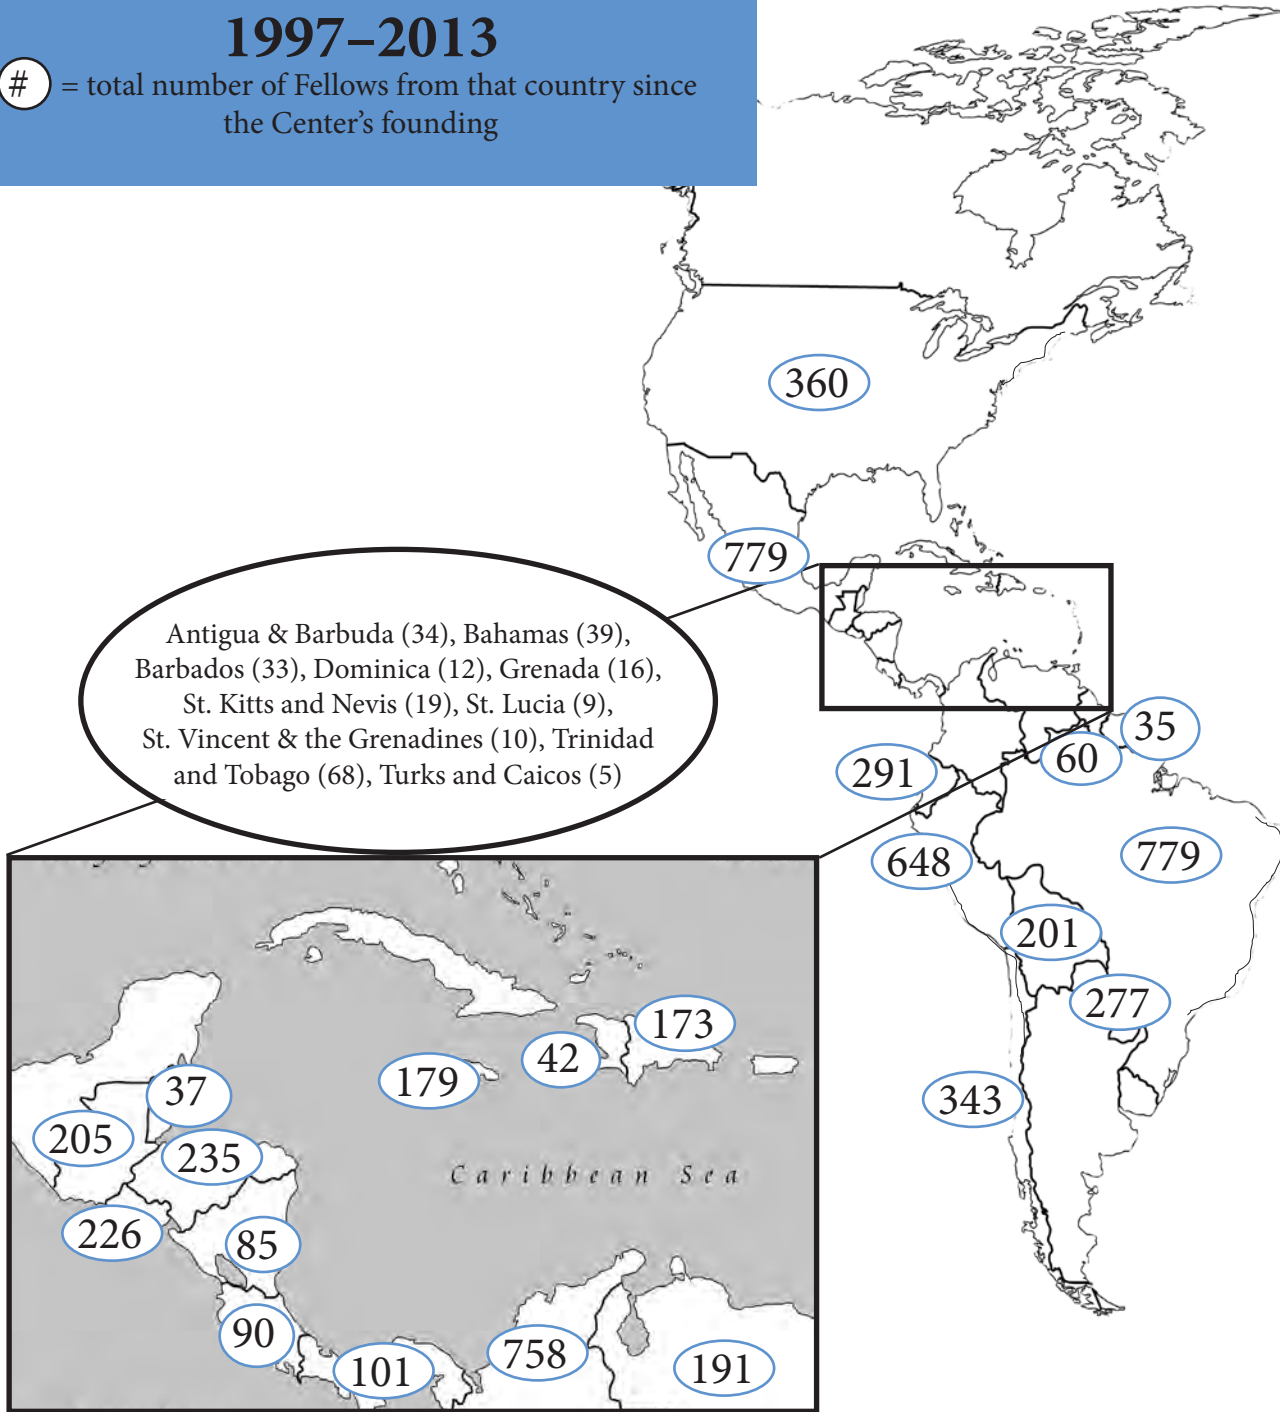 1997–2013
# = total number of Fellows from that country since
the Center’s founding
360
779
Antigua & Barbuda (34), Bahamas (39),
Barbados (33), Dominica (12), Grenada (16),
St. Kitts and Nevis (19), St. Lucia (9),
St. Vincent & the Grenadines (10), Trinidad
and Tobago (68), Turks and Caicos (5)
35
60
291
648
779
201
277
343
173
42
179
37
205
235
Caribbean Sea
226
85
90
101
758
191